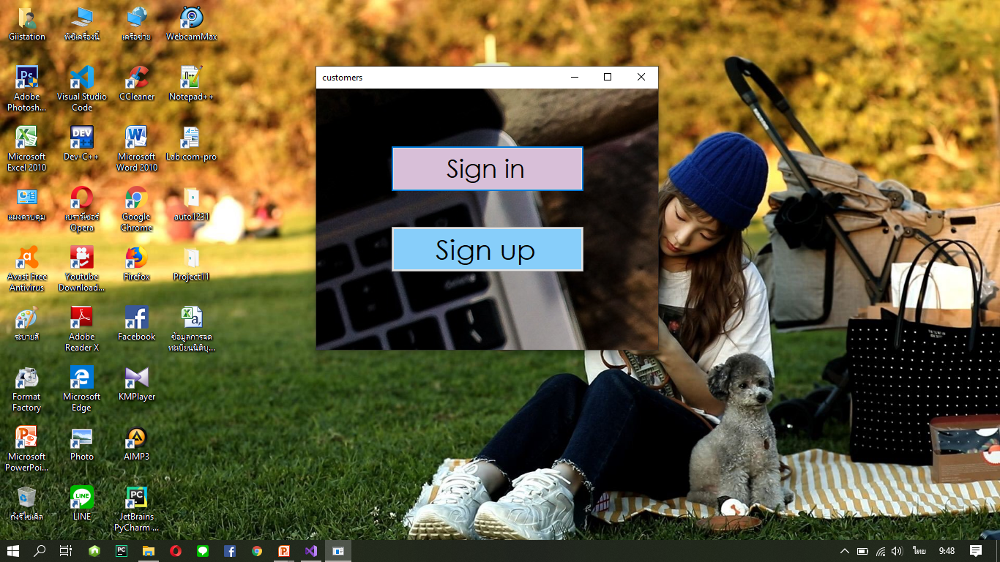 Giistation
พีซีเครื่องนี้
เครือข่าย
WebcamMax
Adobe
Photosh...
Visual Studio
Code
CCleaner
Notepad++
Microsoft
Excel 2010
Dev-C++
Microsoft
Word 2010
Lab com-pro
แผงควบคุม
เบราว์เซอร์
Opera
Google
Chrome
auto1231
Avast Free
Antivirus
Youtube
Download...
Firefox
Project11
ระบายสี
Adobe
Reader X
Facebook
ข้อมูลการจด
ทะเบียนนิติบุ...
Format
Factory
Microsoft
Edge
KMPlayer
Microsoft
PowerPoi...
Photo
AIMP3
ถังรีไซเคิล
LINE
JetBrains
PyCharm ...
customers
Sign in
Sign up
ไทย
9:48